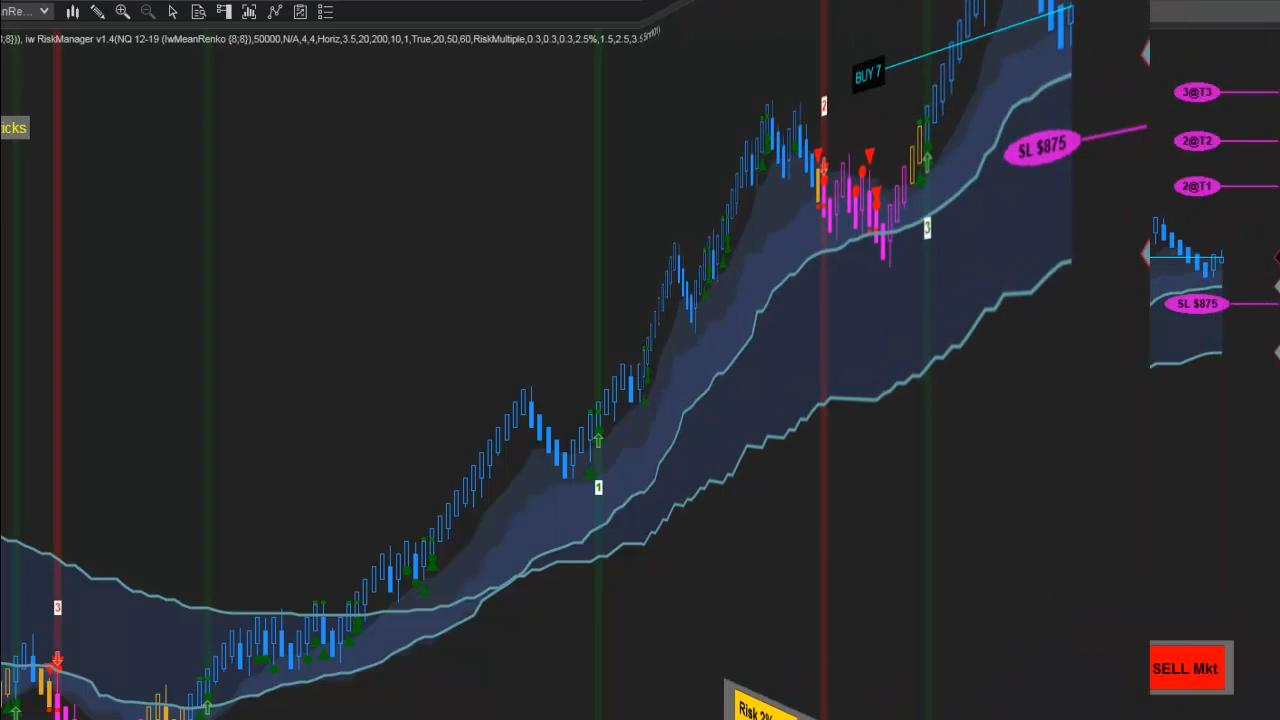 nRe...
;8})), iw RiskManager v1.4(NQ 12-19 (iwMeanRenko {8;8}),50000,N/A,4,4,Horiz,3.5,20,200,10,1,True,20,50,60,RiskMultiple,0.3,0.3,0.3,2.5%,1.5,2.5,3.5
icks
2
BUY 7
3@T3
2@T2
SL $875
2@T1
3
SL $875
1
3
SELL Mkt
Risk 2%